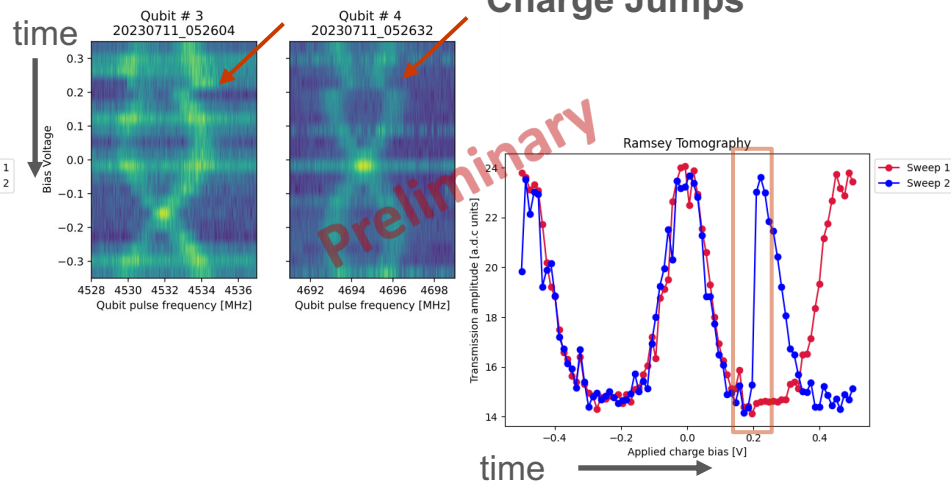 Charge Jumps
time
Qubit # 3
20230711_052604
Qubit # 4
20230711_052632
1
2
Bias Voltage
0.3
0.2
0.1
0.0
−0.1
−0.2
−0.3
4528 4530 4532 4534 4536
Qubit pulse frequency [MHz]
4692 4694 4696 4698
Qubit pulse frequency [MHz]
Preliminary
Ramsey Tomography
Sweep 1
Sweep 2
Transmission amplitude [a.d.c units]
24
22
20
18
16
14
−0.4 −0.2 0.0 0.2 0.4
Applied charge bias [V]
time